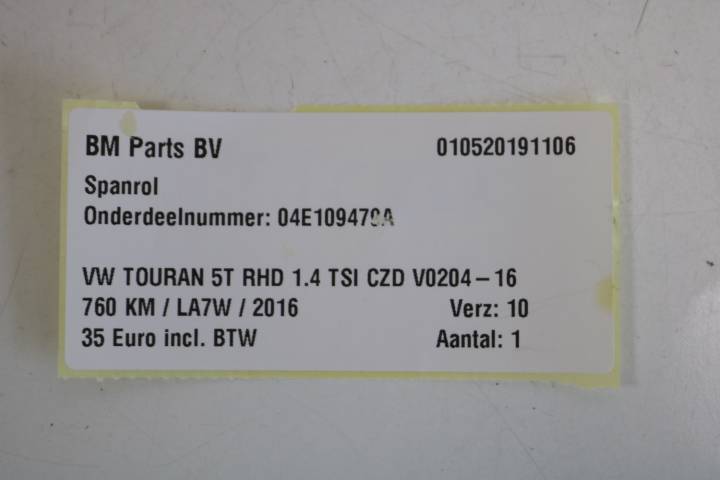 BM Parts BV 010520191106
Spanrol
Onderdeelnummer: 04E109479A
VW TOURAN 5T RHD 1.4 TSI CZD V0204-16
760 KM / LA7W / 2016 Verz: 10
35 Euro incl. BTW Aantal: 1